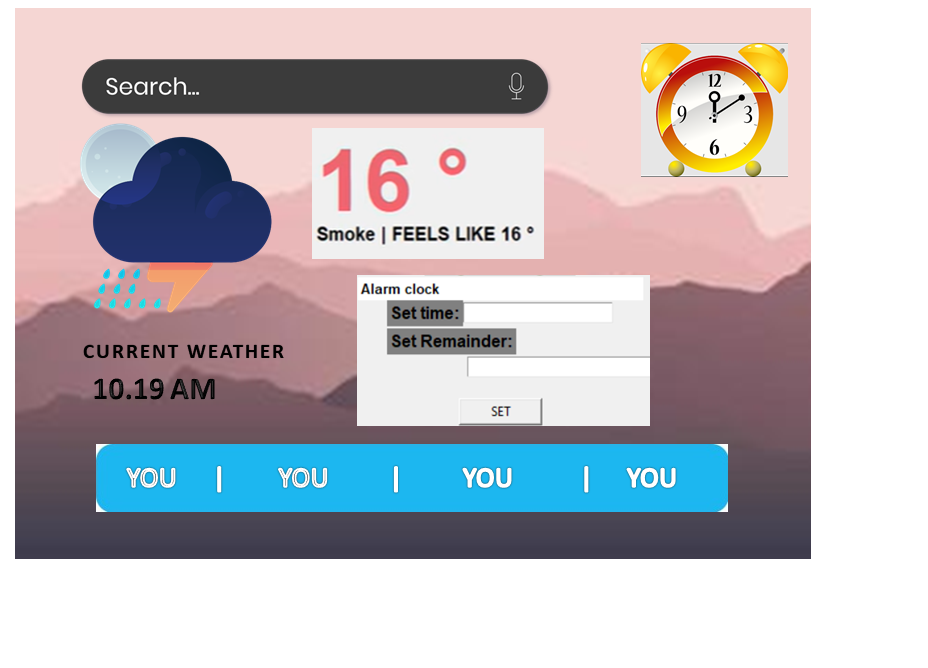 Search...
12
9
3
6
16 °
Smoke | FEELS LIKE 16 °
Alarm clock
Set time:
Set Remainder:
CURRENT WEATHER
10.19 AM
SET
YOU | YOU | YOU | YOU